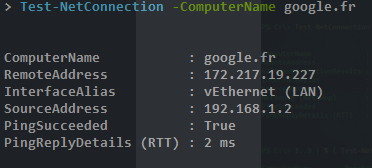 > Test-NetConnection -ComputerName google.fr
ComputerName : google.fr
RemoteAddress : 172.217.19.227
InterfaceAlias : vEthernet (LAN)
SourceAddress : 192.168.1.2
PingSucceeded : True
PingReplyDetails (RTT) : 2 ms